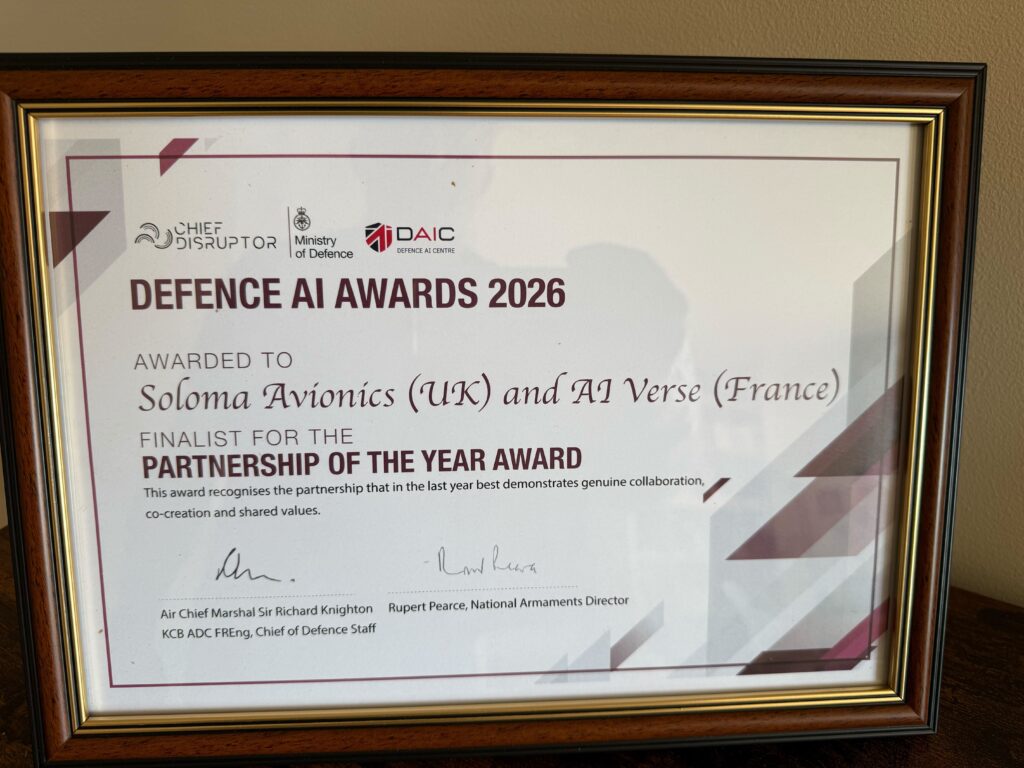 CHIEF
DISRUPTOR
Ministry
of Defence
DAIC
DEFENCE AI CENTRE
DEFENCE AI AWARDS 2026
AWARDED TO
Soloma Avionics (UK) and AI Verse (France)
FINALIST FOR THE
PARTNERSHIP OF THE YEAR AWARD
This award recognises the partnership that in the last year best demonstrates genuine collaboration,
co-creation and shared values.
Air Chief Marshal Sir Richard Knighton
KCB ADC FREng, Chief of Defence Staff
Rupert Pearce, National Armaments Director